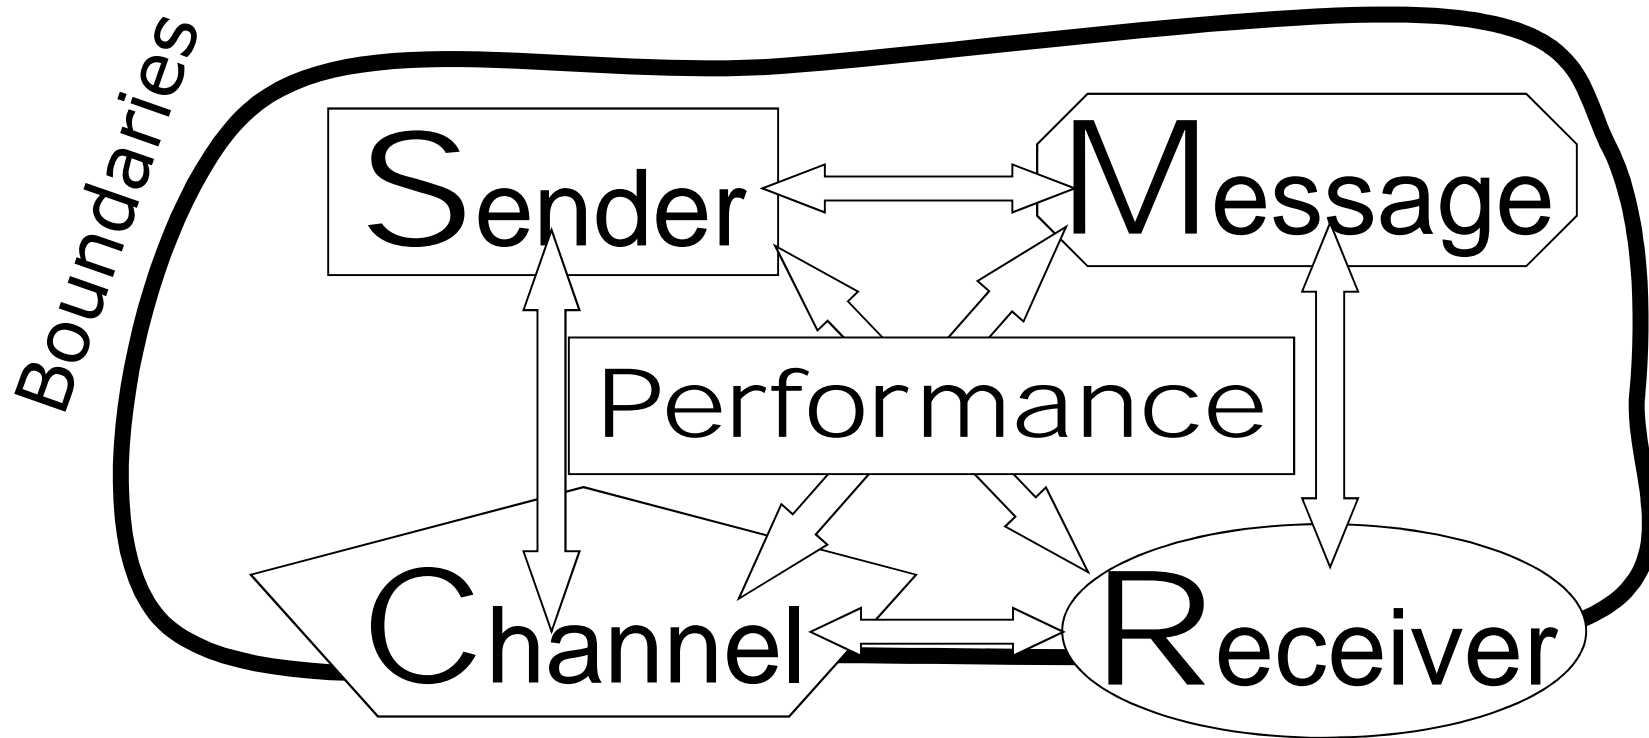 Boundaries
Sender
Message
Performance
Channel
Receiver